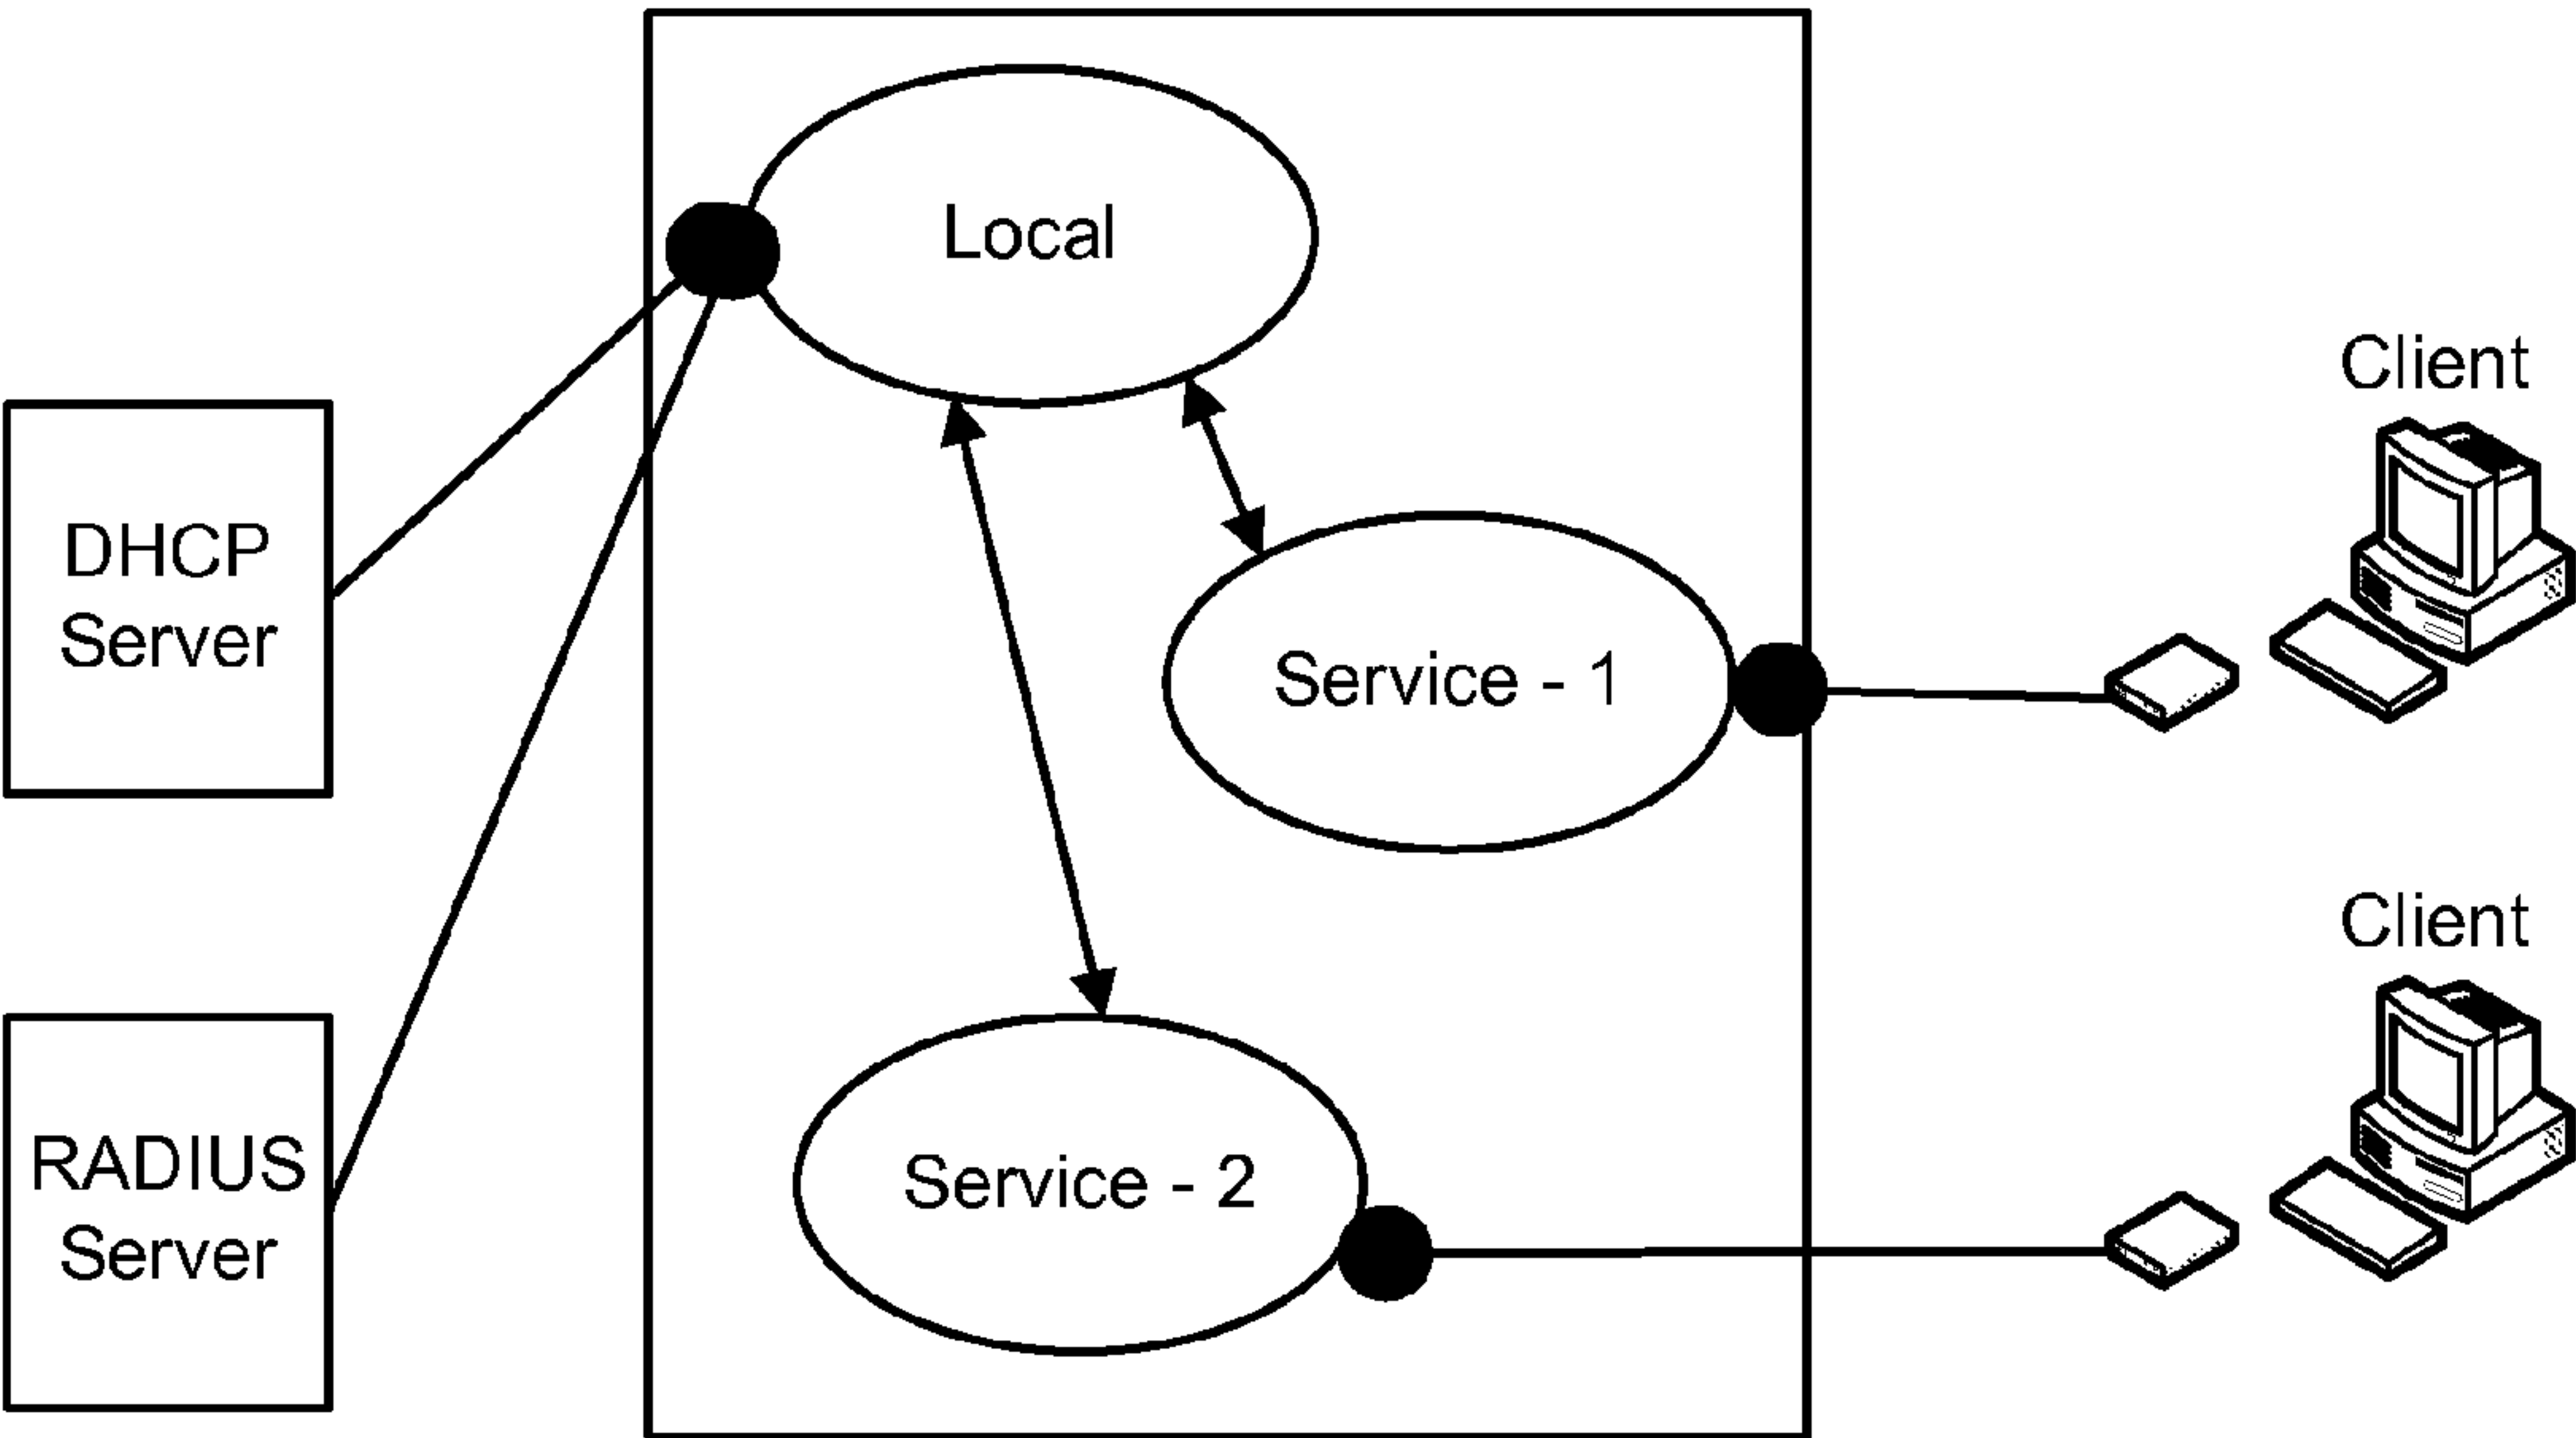 Local
Client
DHCP
Server
Service - 1
Client
RADIUS
Server
Service - 2